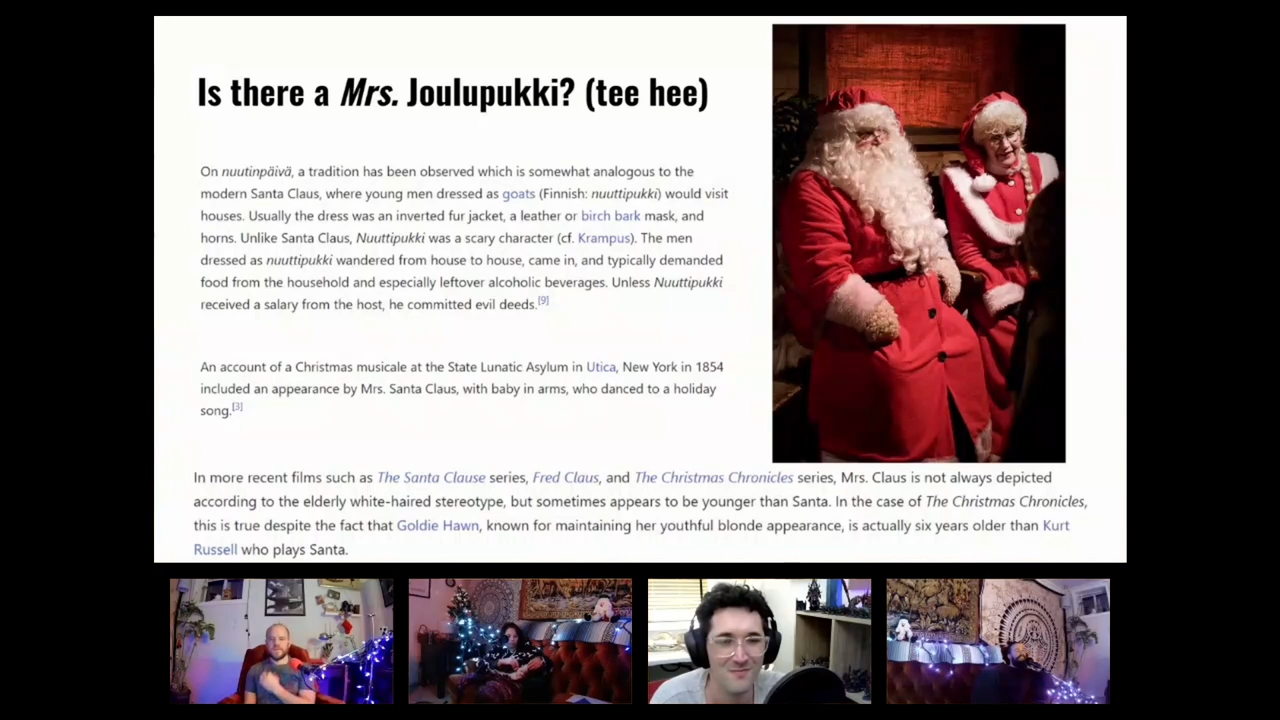 Is there a Mrs. Joulupukki? (tee hee)
On nuutinpäivä, a tradition has been observed which is somewhat analogous to the
modern Santa Claus, where young men dressed as goats (Finnish: nuuttipukki) would visit
houses. Usually the dress was an inverted fur jacket, a leather or birch bark mask, and
horns. Unlike Santa Claus, Nuuttipukki was a scary character (cf. Krampus). The men
dressed as nuuttipukki wandered from house to house, came in, and typically demanded
food from the household and especially leftover alcoholic beverages. Unless Nuuttipukki
received a salary from the host, he committed evil deeds.[9]
An account of a Christmas musicale at the State Lunatic Asylum in Utica, New York in 1854
included an appearance by Mrs. Santa Claus, with baby in arms, who danced to a holiday
song.[3]
In more recent films such as The Santa Clause series, Fred Claus, and The Christmas Chronicles series, Mrs. Claus is not always depicted
according to the elderly white-haired stereotype, but sometimes appears to be younger than Santa. In the case of The Christmas Chronicles,
this is true despite the fact that Goldie Hawn, known for maintaining her youthful blonde appearance, is actually six years older than Kurt
Russell who plays Santa.